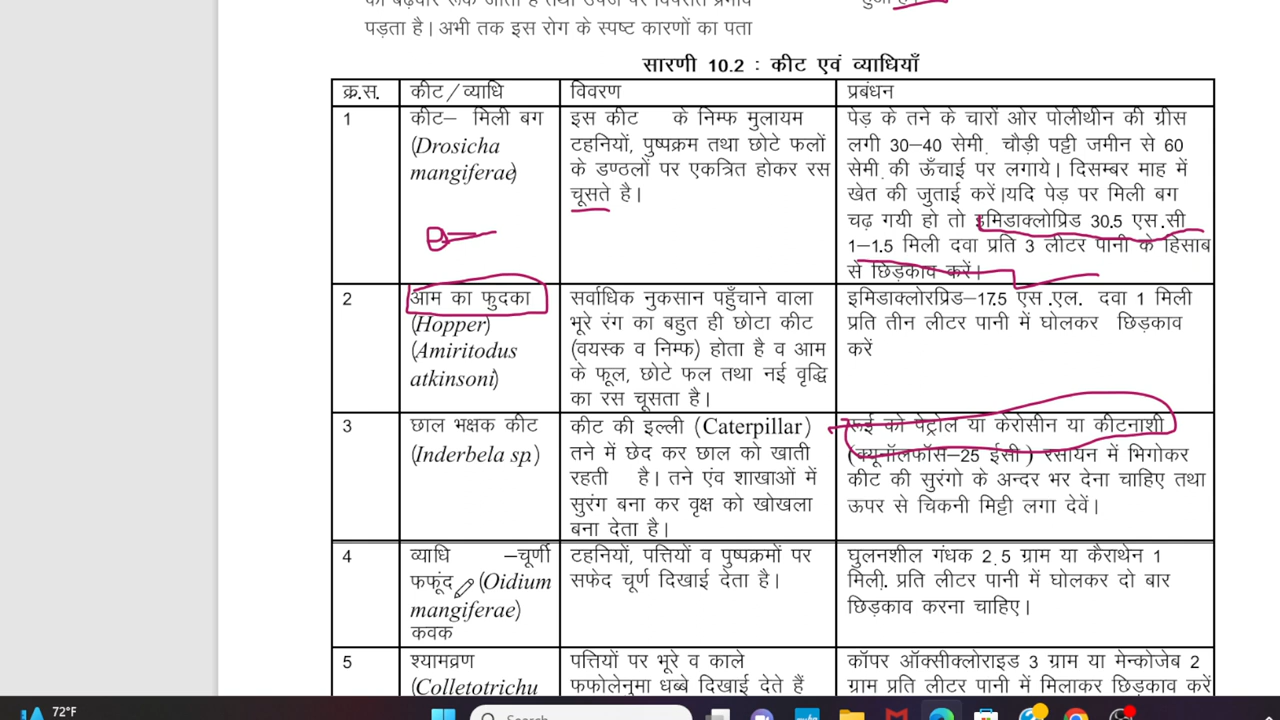 की बढ़वार रूक जाती है तथा उपज पर विपरीत प्रभाव
पड़ता है। अभी तक इस रोग के स्पष्ट कारणों का पता
सारणी 10.2 : कीट एवं व्याधियाँ
क्र.स. कीट/व्याधि विवरण प्रबंधन
1
कीट– मिली बग
(Drosicha
mangiferae)
इस कीट के निम्फ मुलायम
टहनियों, पुष्पक्रम तथा छोटे फलों
के डण्ठलों पर एकत्रित होकर रस
चूसते है।
पेड़ के तने के चारों ओर पोलीथीन की ग्रीस
लगी 30–40 सेमी. चौड़ी पट्टी जमीन से 60
सेमी.की ऊँचाई पर लगाये। दिसम्बर माह में
खेत की जुताई करें।यदि पेड़ पर मिली बग
चढ़ गयी हो तो इमिडाक्लोप्रिड 30.5 एस.सी
1–1.5 मिली दवा प्रति 3 लीटर पानी के हिसाब
से छिड़काव करें।
2
आम का फुदका
(Hopper)
(Amiritodus
atkinsoni)
सर्वाधिक नुकसान पहुँचाने वाला
भूरे रंग का बहुत ही छोटा कीट
(वयस्क व निम्फ) होता है व आम
के फूल, छोटे फल तथा नई वृद्धि
का रस चूसता है।
इमिडाक्लोरप्रिड–17.5 एस.एल. दवा 1 मिली
प्रति तीन लीटर पानी में घोलकर छिड़काव
करें
3
छाल भक्षक कीट
(Inderbela sp.)
कीट की इल्ली (Caterpillar)
तने में छेद कर छाल को खाती
रहती है। तने एंव शाखाओं में
सुरंग बना कर वृक्ष को खोखला
बना देता है।
रूई को पेट्रोल या केरोसीन या कीटनाशी
(क्यूनॉलफॉस–25 ईसी) रसायन में भिगोकर
कीट की सुरंगो के अन्दर भर देना चाहिए तथा
ऊपर से चिकनी मिट्टी लगा देवें।
4
व्याधि –चूर्णी
फफूंद (Oidium
mangiferae)
कवक
टहनियों, पत्तियों व पुष्पक्रमों पर
सफेद चूर्ण दिखाई देता है।
घुलनशील गंधक 2.5 ग्राम या कैराथेन 1
मिली. प्रति लीटर पानी में घोलकर दो बार
छिड़काव करना चाहिए।
5
श्यामव्रण
(Colletotrichu
पत्तियों पर भूरे व काले
फफोलेनुमा धब्बे दिखाई देते हैं
कॉपर ऑक्सीक्लोराइड 3 ग्राम या मेन्कोजेब 2
ग्राम प्रति लीटर पानी में मिलाकर छिड़काव करें
72°F
Search